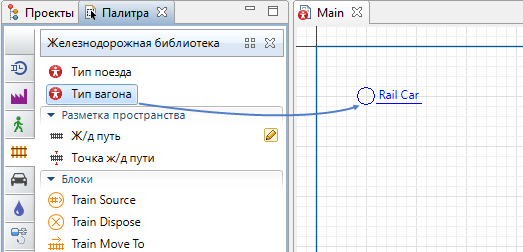 Проекты
Палитра
Main
Железнодорожная библиотека
Тип поезда
Тип вагона
Rail Car
Разметка пространства
Ж/д путь
Точка ж/д пути
Блоки
Train Source
Train Dispose
Train Move To